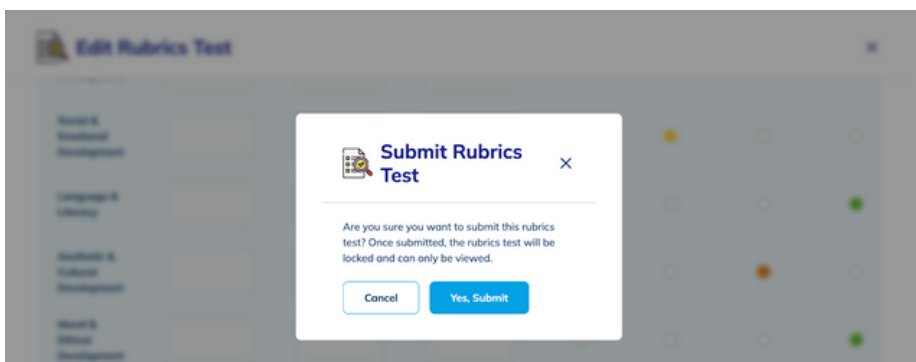 Edit Rubrics Test
Social &
Emotional
Development
Submit Rubrics
Test
Language &
Literacy
Are you sure you want to submit this rubrics
test? Once submitted, the rubrics test will be
locked and can only be viewed.
Aesthetic &
Cultural
Development
Cancel
Yes, Submit
Moral &
Ethical
Development